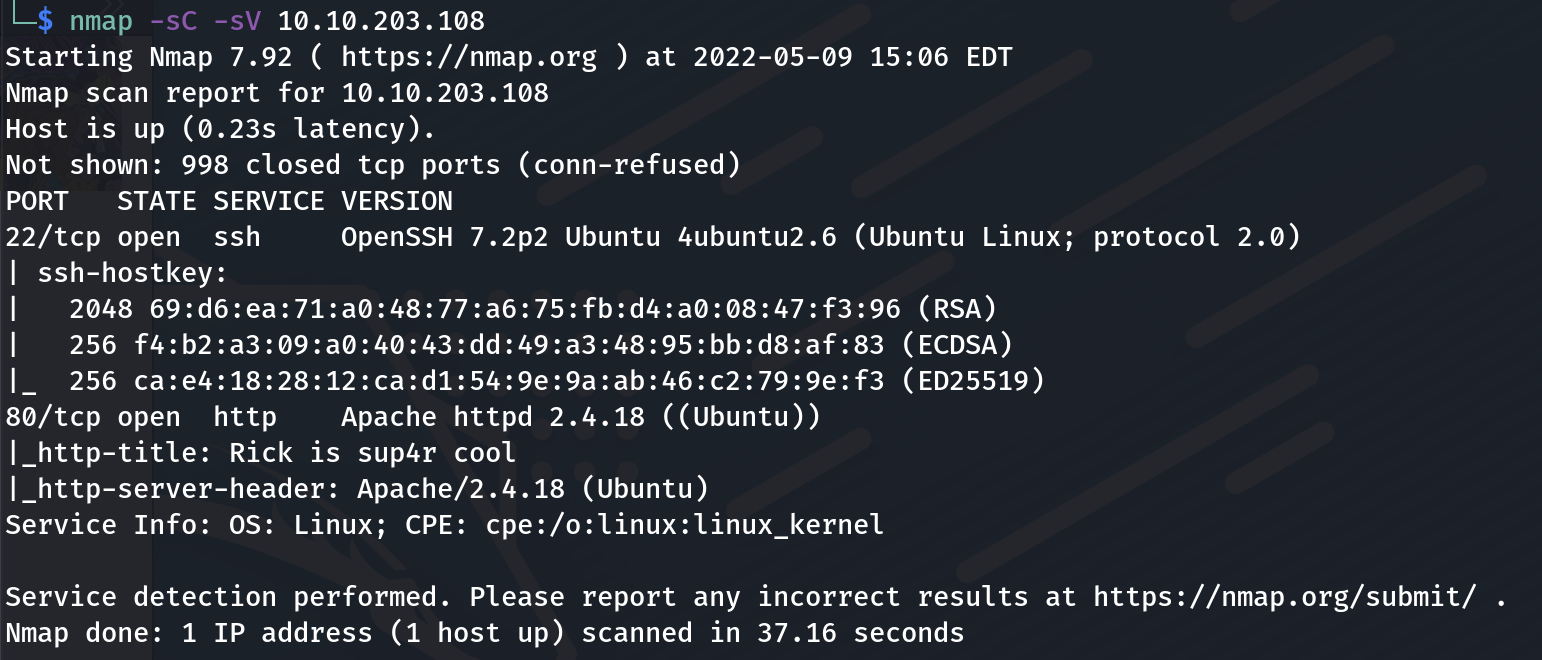 └─$ nmap -sC -sV 10.10.203.108
Starting Nmap 7.92 ( https://nmap.org ) at 2022-05-09 15:06 EDT
Nmap scan report for 10.10.203.108
Host is up (0.23s latency).
Not shown: 998 closed tcp ports (conn-refused)
PORT   STATE SERVICE VERSION
22/tcp open  ssh     OpenSSH 7.2p2 Ubuntu 4ubuntu2.6 (Ubuntu Linux; protocol 2.0)
| ssh-hostkey:
|   2048 69:d6:ea:71:a0:48:77:a6:75:fb:d4:a0:08:47:f3:96 (RSA)
|   256 f4:b2:a3:09:a0:40:43:dd:49:a3:48:95:bb:d8:af:83 (ECDSA)
|_  256 ca:e4:18:28:12:ca:d1:54:9e:9a:ab:46:c2:79:9e:f3 (ED25519)
80/tcp open  http    Apache httpd 2.4.18 ((Ubuntu))
|_http-title: Rick is sup4r cool
|_http-server-header: Apache/2.4.18 (Ubuntu)
Service Info: OS: Linux; CPE: cpe:/o:linux:linux_kernel
Service detection performed. Please report any incorrect results at https://nmap.org/submit/ .
Nmap done: 1 IP address (1 host up) scanned in 37.16 seconds